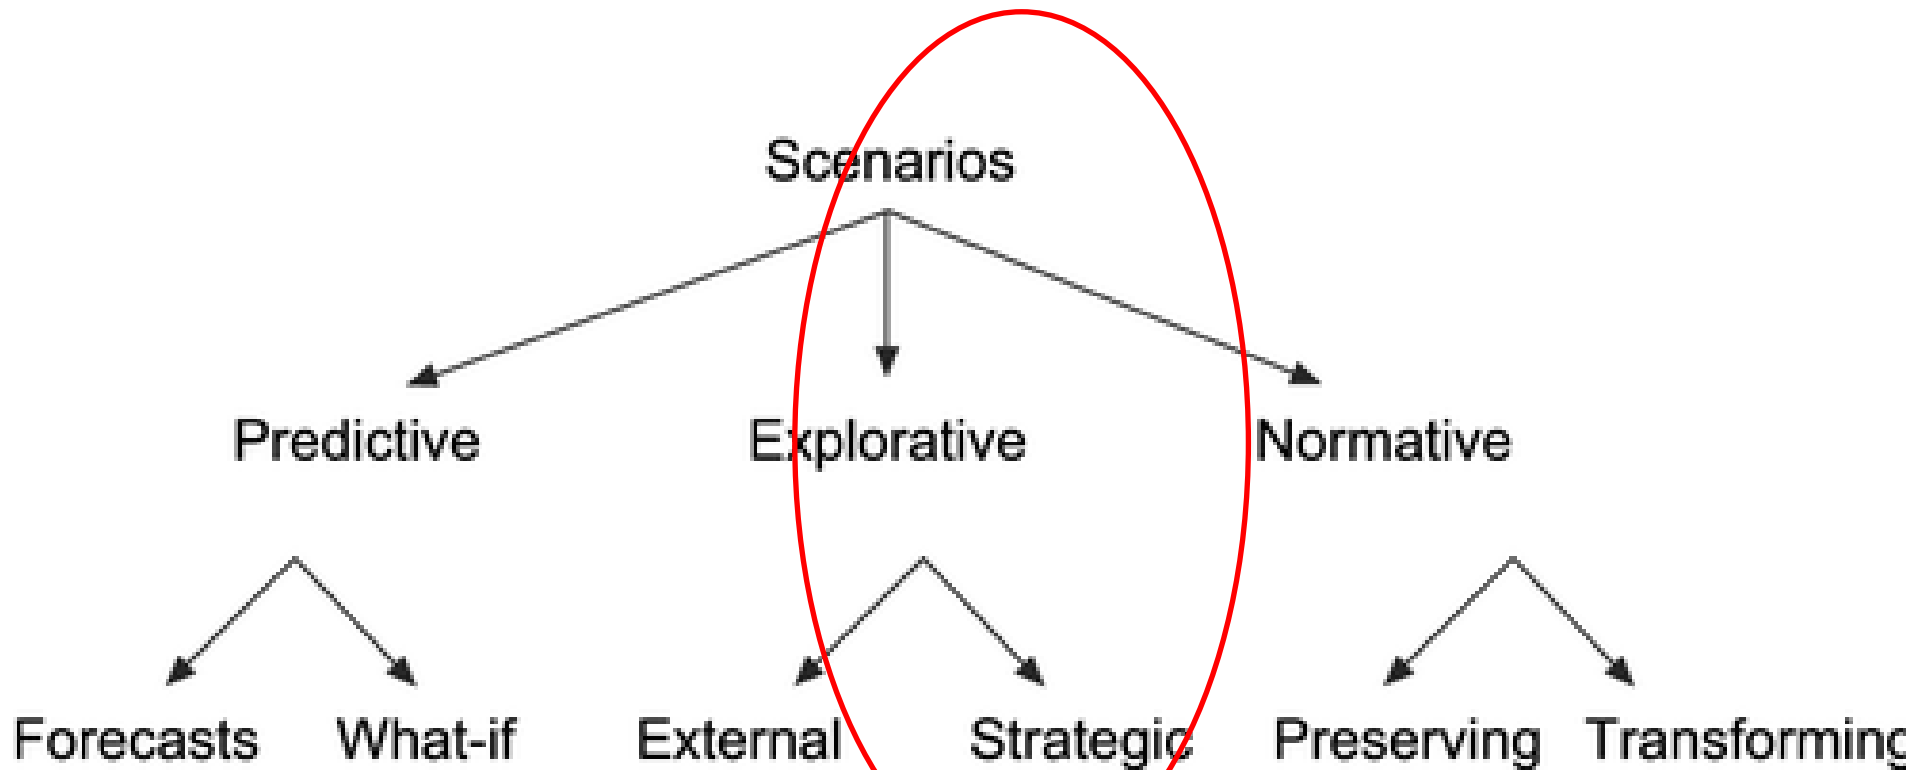 Scenarios
Predictive Explorative Normative
Forecasts What-if External Strategic Preserving Transforming